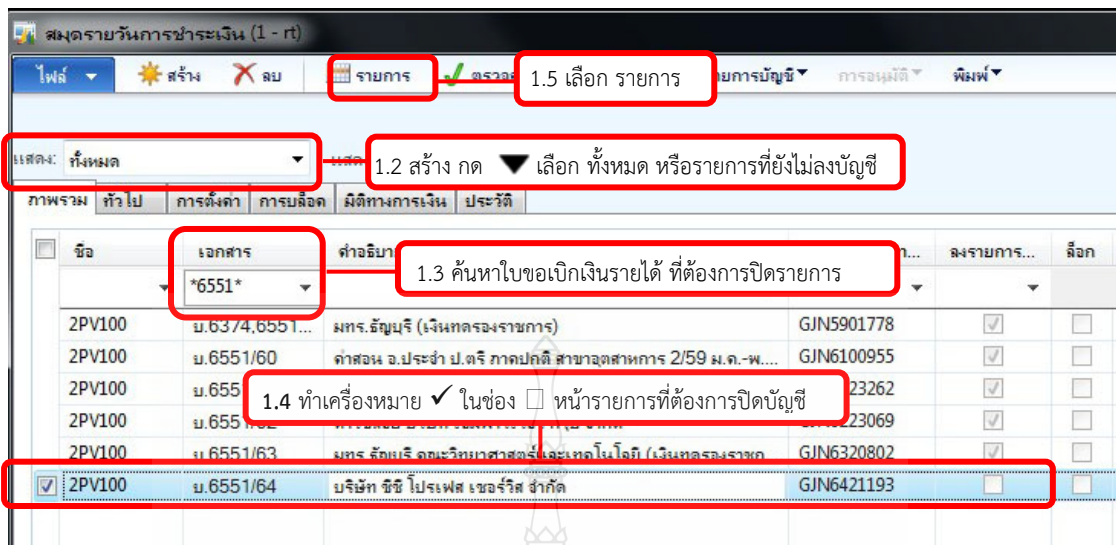 สมุดรายวันการชำระเงิน (1 - rt)
ไฟล์ สร้าง ลบ รายการ การอนุมัติ พิมพ์
1.5 เลือก รายการ
แสดง: ทั้งหมด
1.2 สร้าง กด ▼ เลือก ทั้งหมด หรือรายการที่ยังไม่ลงบัญชี
ภาพรวม ทั่วไป การตั้งค่า การบล็อค มิติทางการเงิน ประวัติ
ชื่อ เอกสาร ลงรายการ... ล็อก
1.3 ค้นหาใบขอเบิกเงินรายได้ ที่ต้องการปิดรายการ
*6551*
2PV100 บ.6374,6551... มทร.ธัญบุรี (เงินทดรองราชการ) GJN5901778
2PV100 บ.6551/60 ค่าสอน อ.ประจำ ป.ตรี ภาคปกติ สาขาอุตสาหการ 2/59 ม.ค.-พ.... GJN6100955
2PV100 23262
1.4 ทำเครื่องหมาย ✓ ในช่อง □ หน้ารายการที่ต้องการปิดบัญชี
2PV100 223069
2PV100 บ.6551/63 มทร.ธัญบุรี คณะวิทยาศาสตร์และเทคโนโลยี (เงินทดรองราชก GJN6320802
2PV100 บ.6551/64 บริษัท ซีซี โปรเฟส เซอร์วิส จำกัด GJN6421193